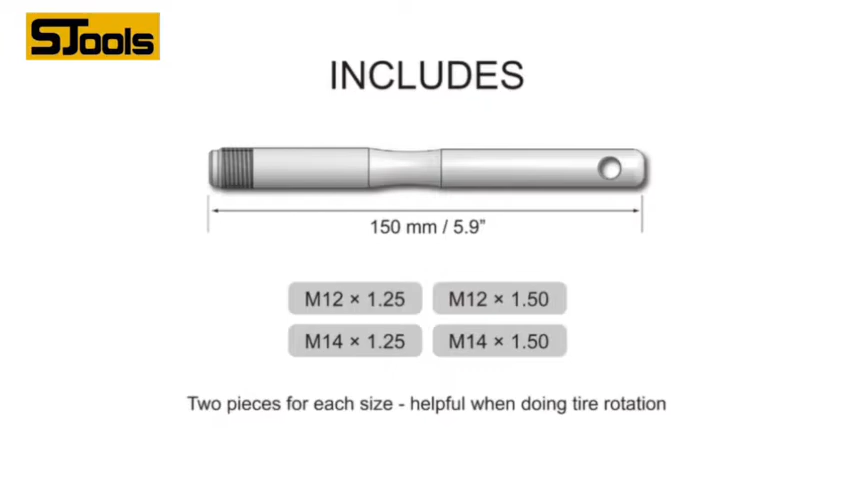 STools
INCLUDES
150 mm / 5.9”
M12 × 1.25
M12 × 1.50
M14 × 1.25
M14 × 1.50
Two pieces for each size - helpful when doing tire rotation